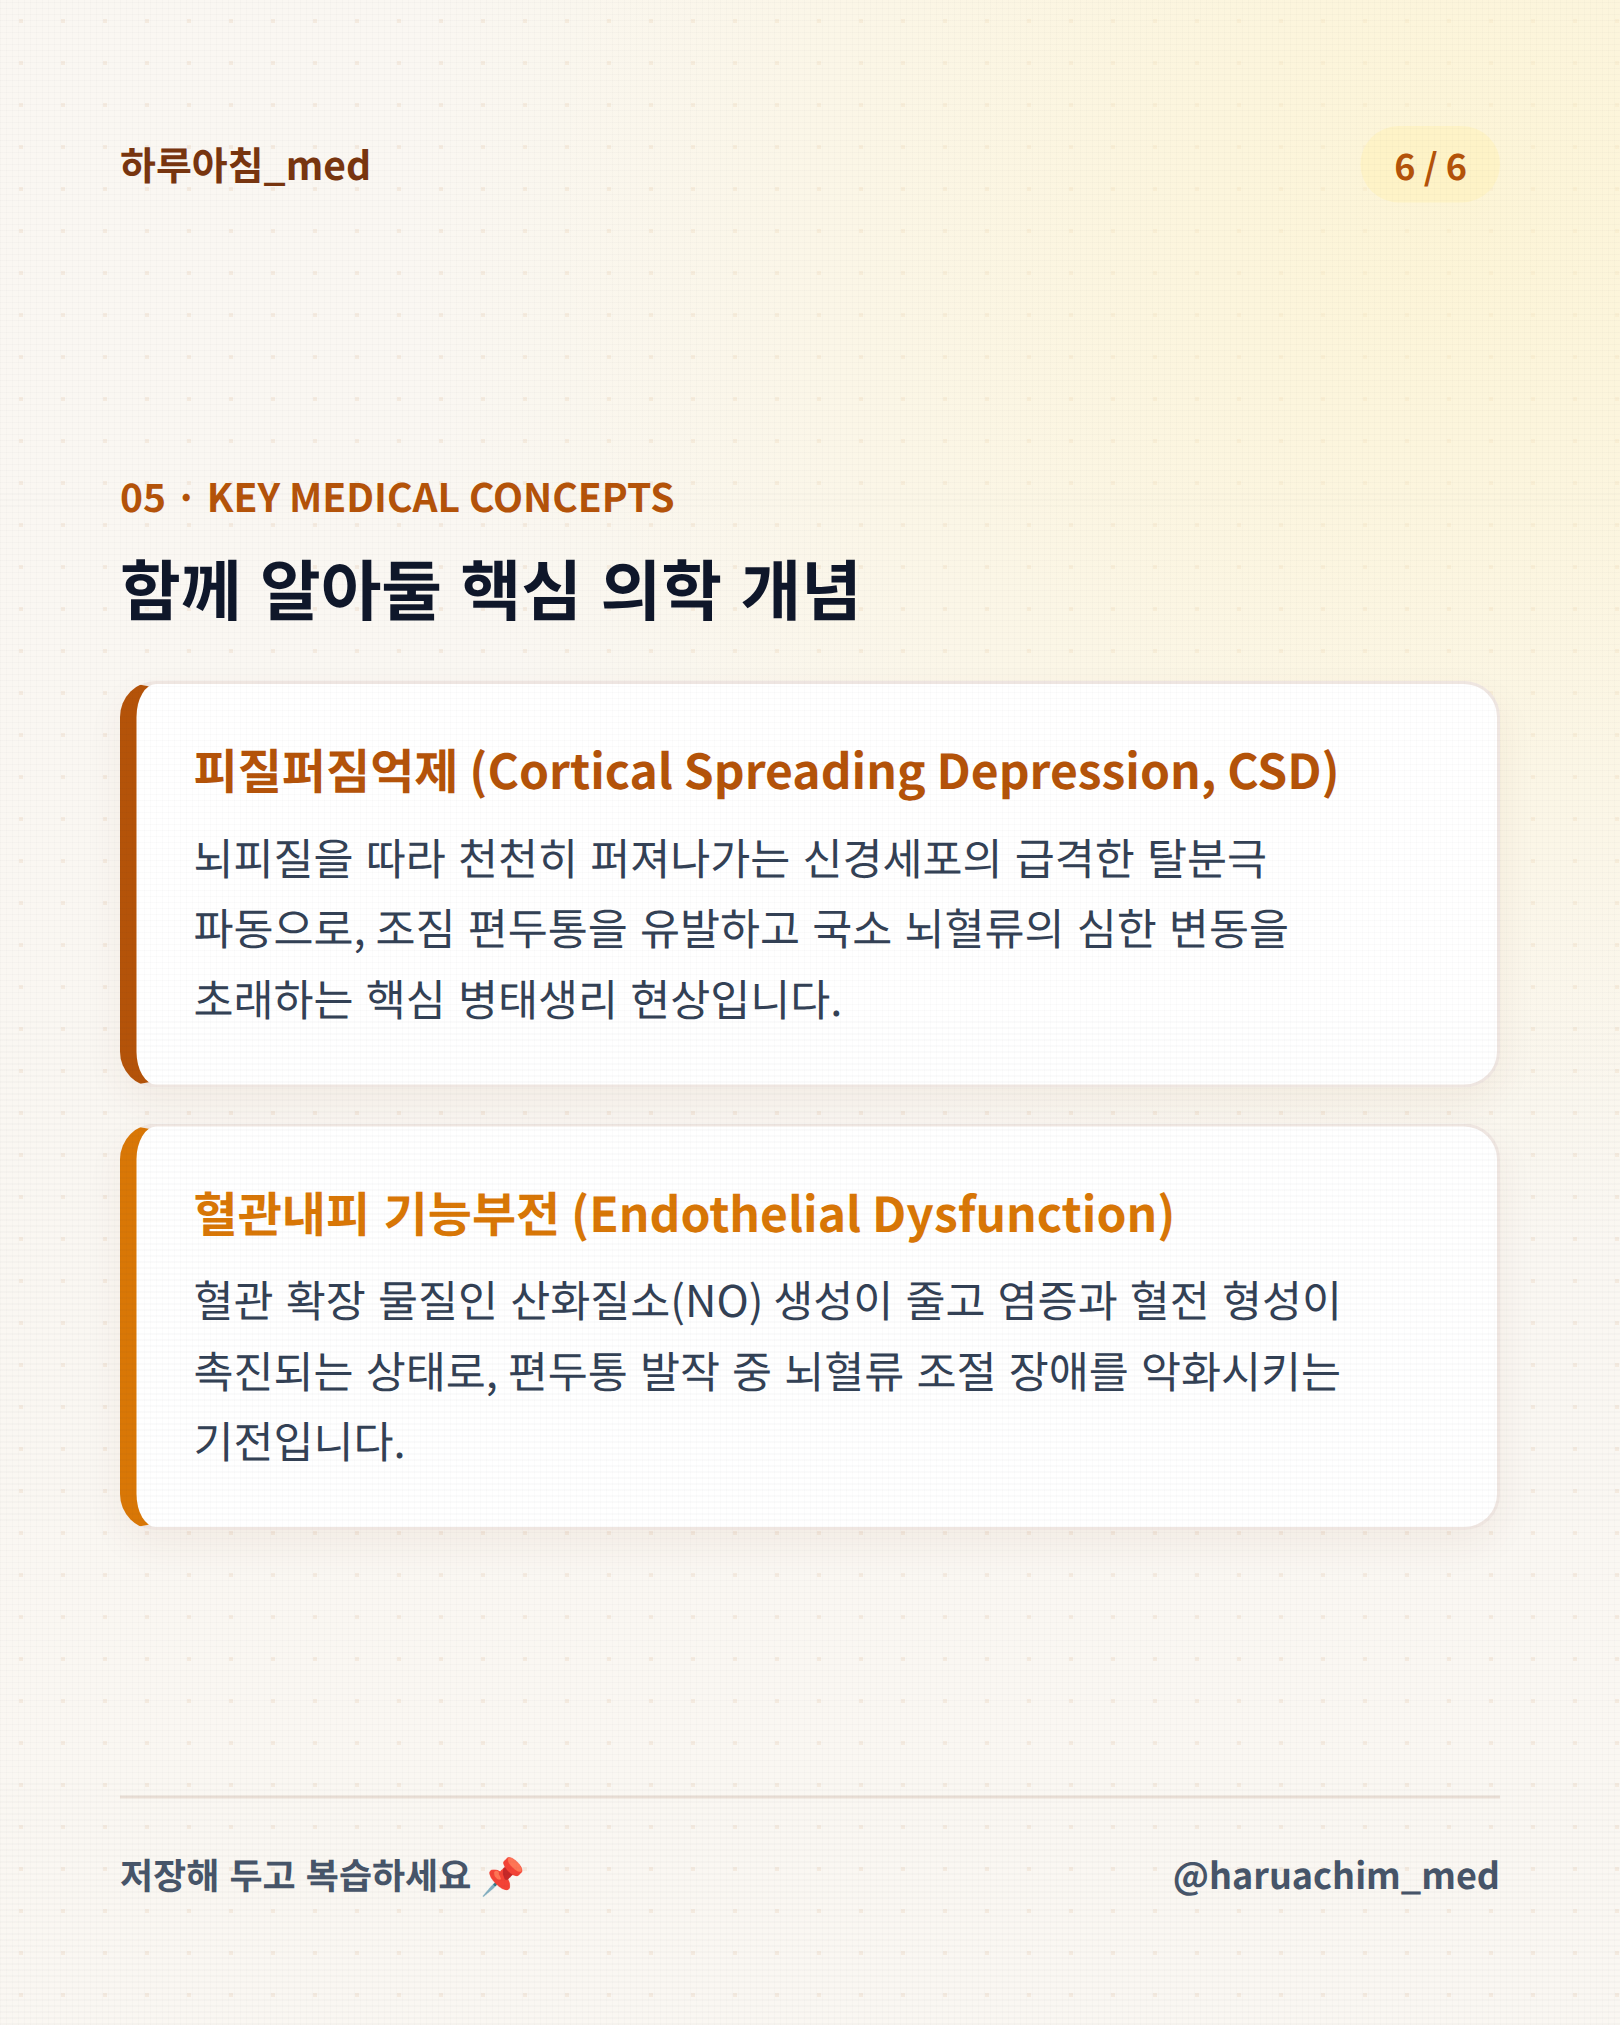 하루아침_med
6 / 6
05 · KEY MEDICAL CONCEPTS
함께 알아둘 핵심 의학 개념
피질퍼짐억제 (Cortical Spreading Depression, CSD)
뇌피질을 따라 천천히 퍼져나가는 신경세포의 급격한 탈분극
파동으로, 조짐 편두통을 유발하고 국소 뇌혈류의 심한 변동을
초래하는 핵심 병태생리 현상입니다.
혈관내피 기능부전 (Endothelial Dysfunction)
혈관 확장 물질인 산화질소(NO) 생성이 줄고 염증과 혈전 형성이
촉진되는 상태로, 편두통 발작 중 뇌혈류 조절 장애를 악화시키는
기전입니다.
저장해 두고 복습하세요 📌
@haruachim_med